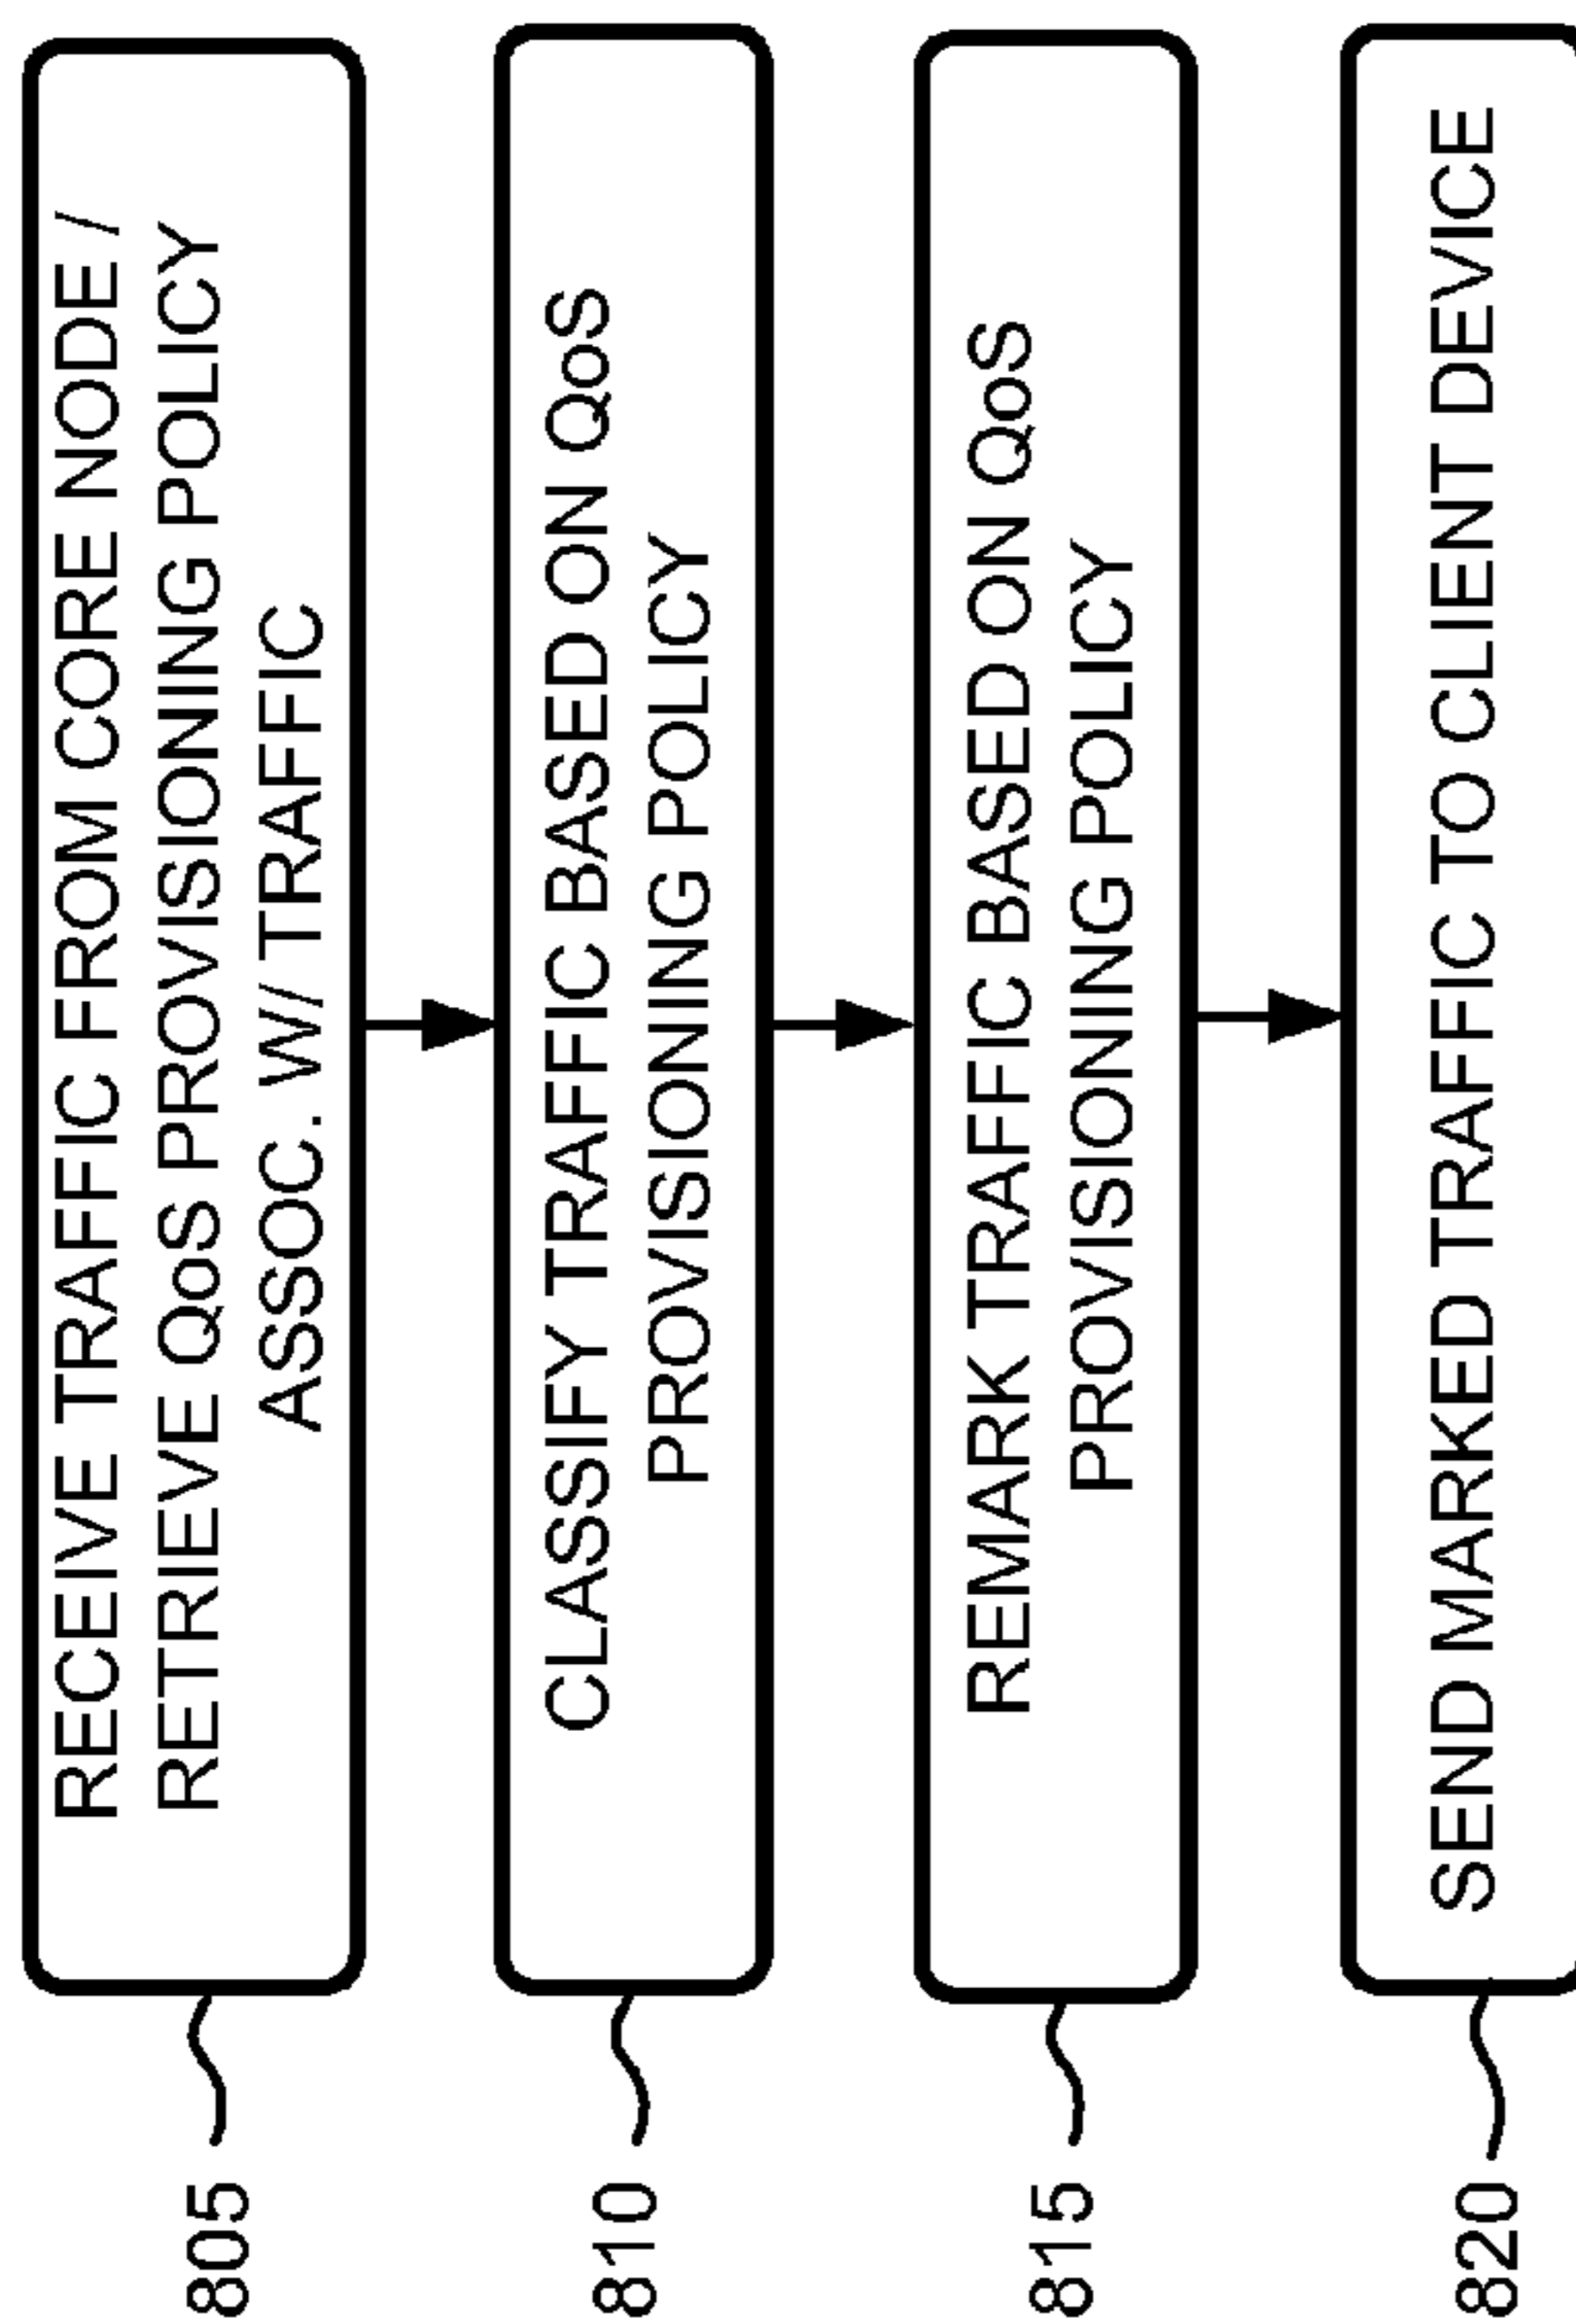 805
RECEIVE TRAFFIC FROM CORE NODE /
RETRIEVE QoS PROVISIONING POLICY
ASSOC. W/ TRAFFIC
810
CLASSIFY TRAFFIC BASED ON QoS
PROVISIONING POLICY
815
REMARK TRAFFIC BASED ON QoS
PROVISIONING POLICY
820
SEND MARKED TRAFFIC TO CLIENT DEVICE